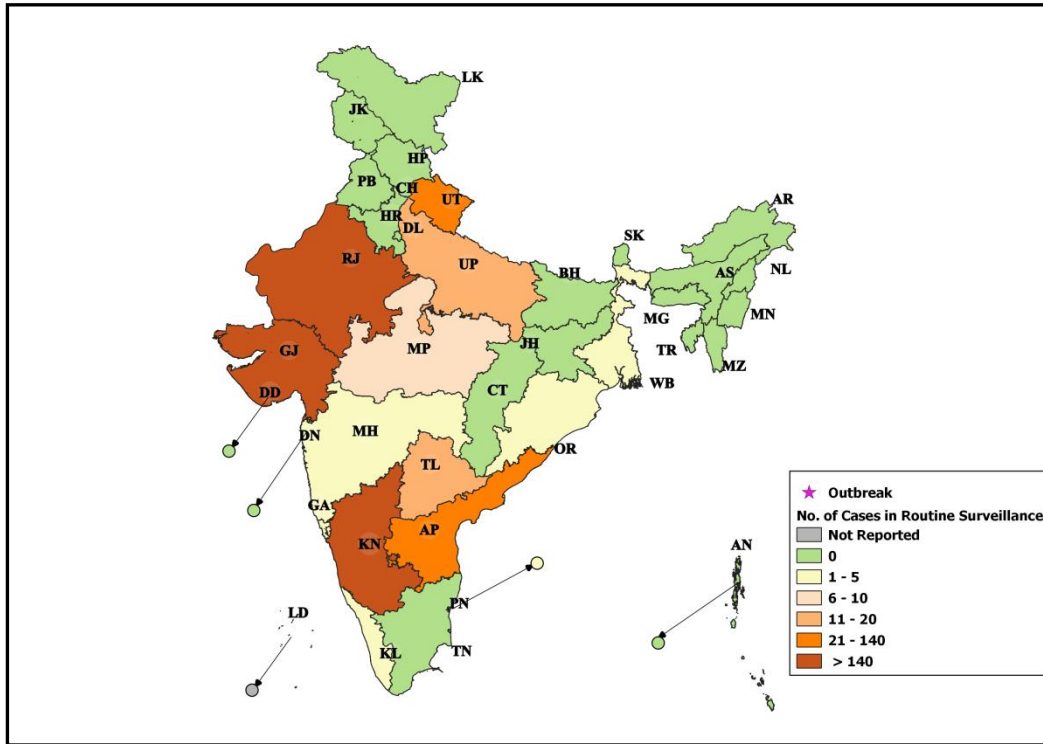 LK
JK
HP
PB
CH
UT
HR
DL
AR
SK
RJ
UP
BH
AS
NL
MG
MN
GJ
MP
JH
TR
MZ
DD
CT
WB
DN
MH
OR
TL
GA
AP
KN
AN
PN
LD
KL
TN
Outbreak
No. of Cases in Routine Surveillance
Not Reported
0
1 - 5
6 - 10
11 - 20
21 - 140
> 140